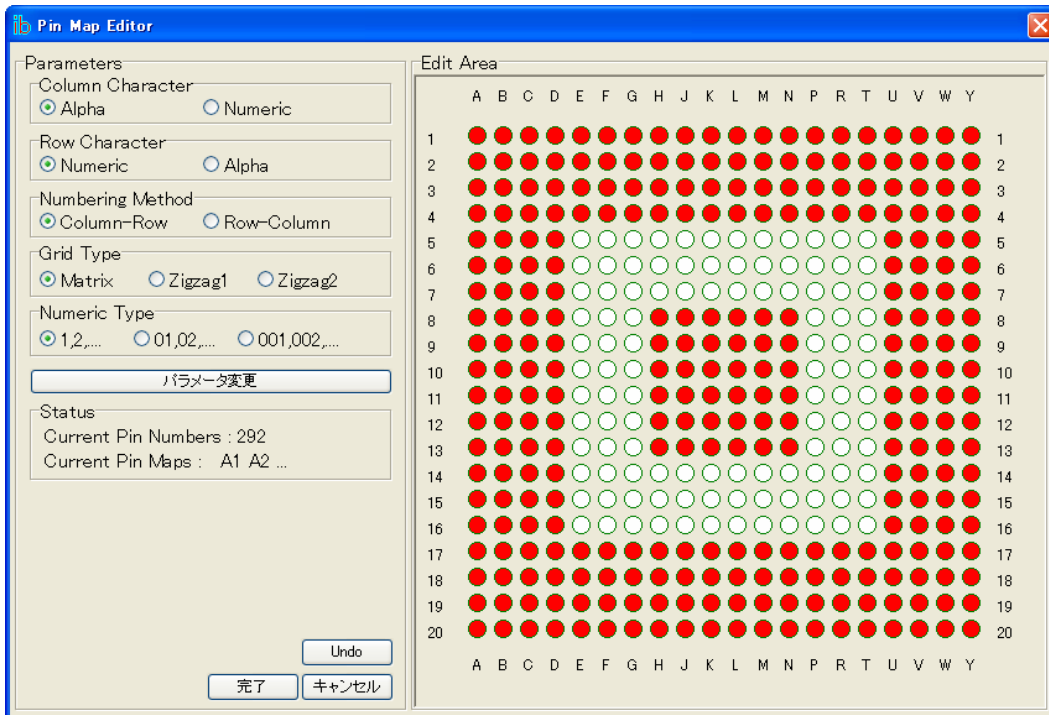 ib Pin Map Editor
Parameters
Column Character
Alpha Numeric
Row Character
Numeric Alpha
Numbering Method
Column-Row Row-Column
Grid Type
Matrix Zigzag1 Zigzag2
Numeric Type
1,2,.... 01,02,.... 001,002,....
パラメータ変更
Status
Current Pin Numbers : 292
Current Pin Maps : A1 A2 ...
Undo
完了 キャンセル
Edit Area
A B C D E F G H J K L M N P R T U V W Y
1 1
2 2
3 3
4 4
5 5
6 6
7 7
8 8
9 9
10 10
11 11
12 12
13 13
14 14
15 15
16 16
17 17
18 18
19 19
20 20
A B C D E F G H J K L M N P R T U V W Y